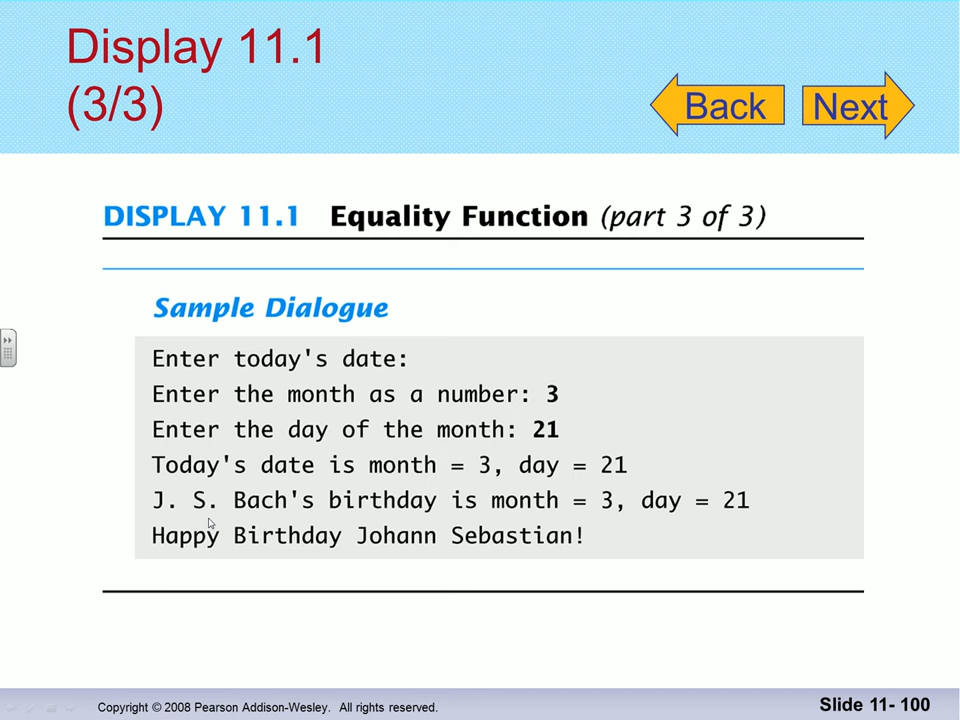 Display 11.1
(3/3)
Back
Next
DISPLAY 11.1 Equality Function (part 3 of 3)
Sample Dialogue
Enter today's date:
Enter the month as a number: 3
Enter the day of the month: 21
Today's date is month = 3, day = 21
J. S. Bach's birthday is month = 3, day = 21
Happy Birthday Johann Sebastian!
Copyright © 2008 Pearson Addison-Wesley. All rights reserved.
Slide 11- 100